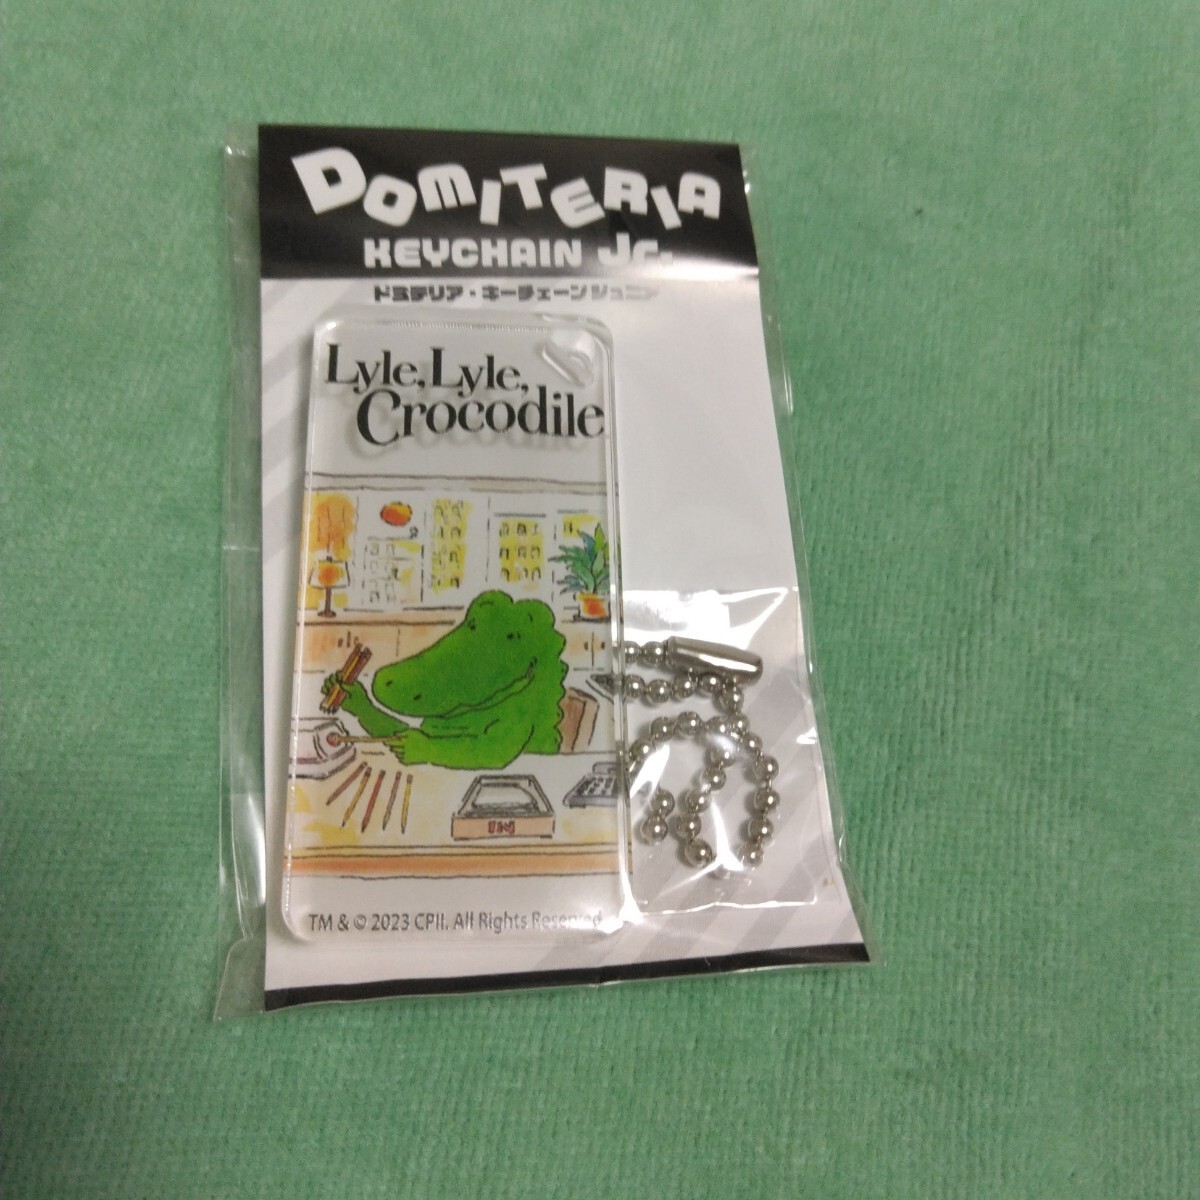 DOMITERIA
KEYCHAIN Jr.
ドミテリア・キーチェーンジュニア
Lyle, Lyle,
Crocodile
IN
TM & © 2023 CPII. All Rights Reserved.